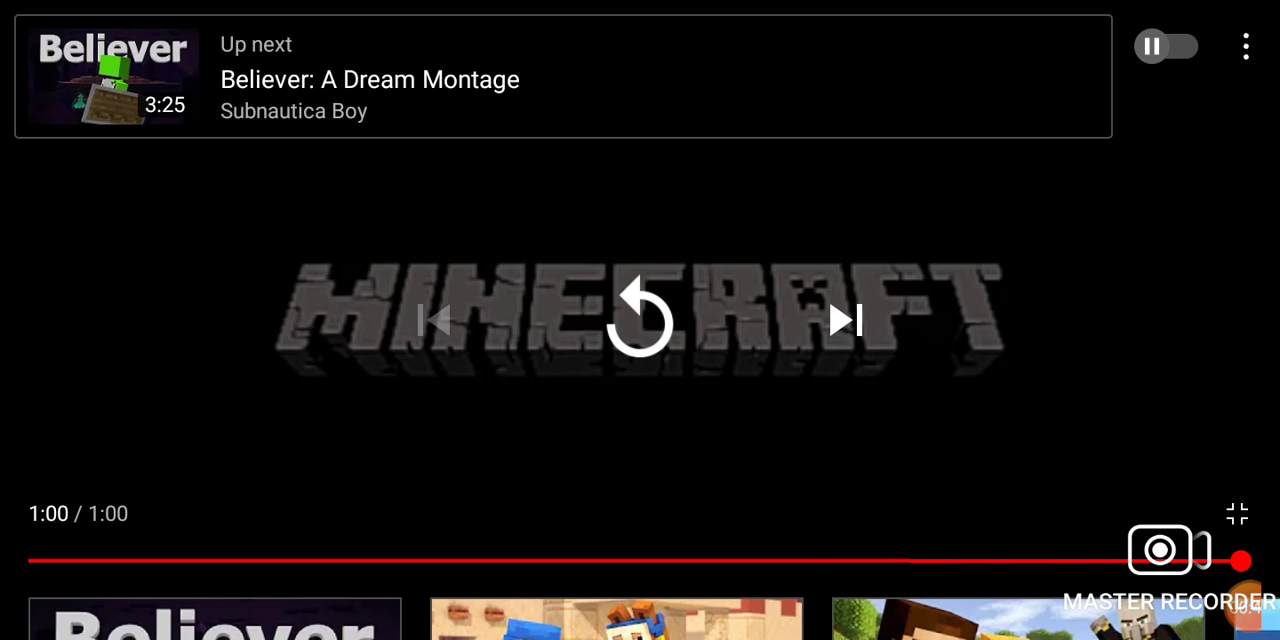 Believer
3:25
Up next
Believer: A Dream Montage
Subnautica Boy
MINECRAFT
1:00 / 1:00
MASTER RECORDER
Believer